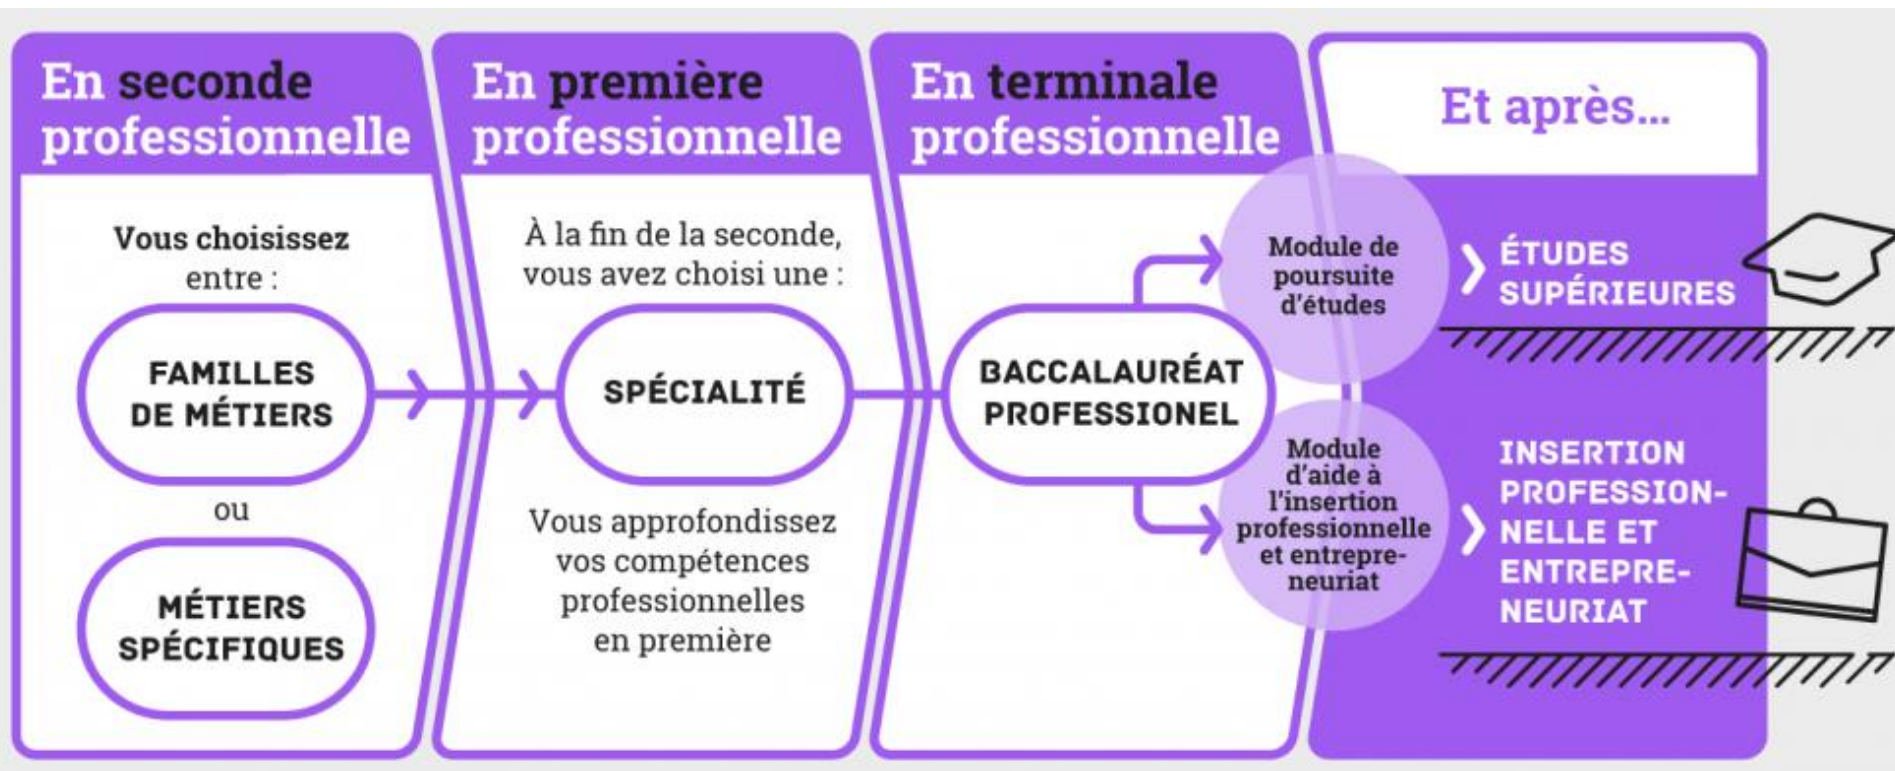 En seconde
professionnelle
Vous choisissez
entre :
FAMILLES
DE MÉTIERS
ou
MÉTIERS
SPÉCIFIQUES
En première
professionnelle
À la fin de la seconde,
vous avez choisi une :
SPÉCIALITÉ
Vous approfondissez
vos compétences
professionnelles
en première
En terminale
professionnelle
BACCALAURÉAT
PROFESSIONEL
Module de
poursuite
d'études
Module
d'aide à
l'insertion
professionnelle
et entrepre-
neuriat
Et après...
ÉTUDES
SUPÉRIEURES
INSERTION
PROFESSION-
NELLE ET
ENTREPRE-
NEURIAT